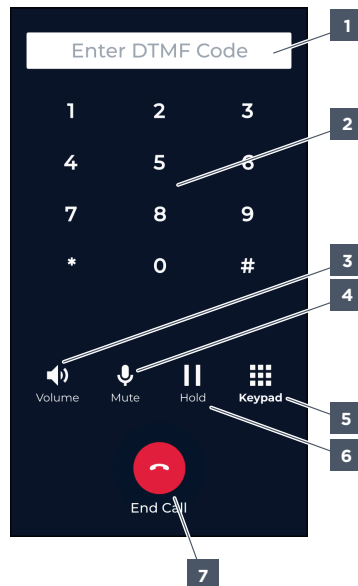 1
Enter DTMF Code
1 2 3
2
4 5 6
7 8 9
* 0 #
3
4
Volume Mute Hold Keypad
5
6
End Call
7